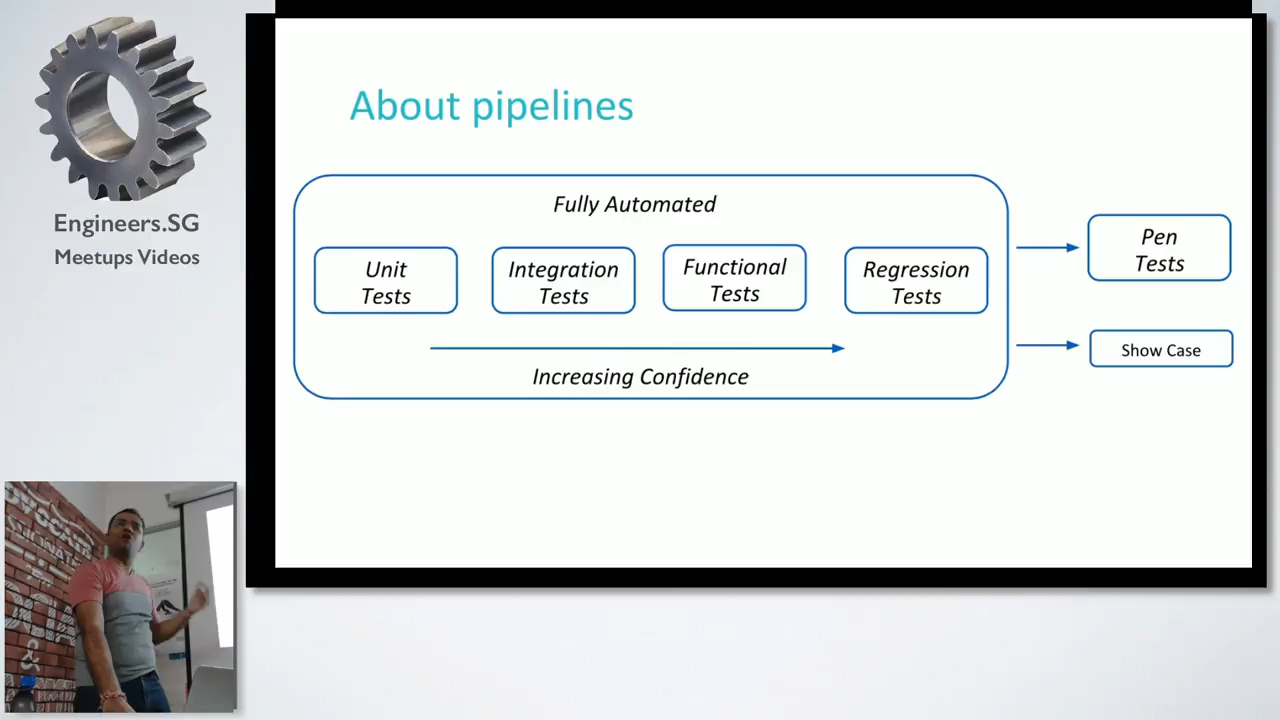 Engineers.SG
Meetups Videos
About pipelines
Fully Automated
Unit
Tests
Integration
Tests
Functional
Tests
Regression
Tests
Increasing Confidence
Pen
Tests
Show Case